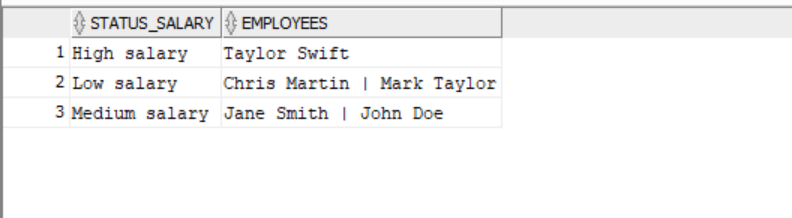 STATUS_SALARY EMPLOYEES
1 High salary Taylor Swift
2 Low salary Chris Martin | Mark Taylor
3 Medium salary Jane Smith | John Doe